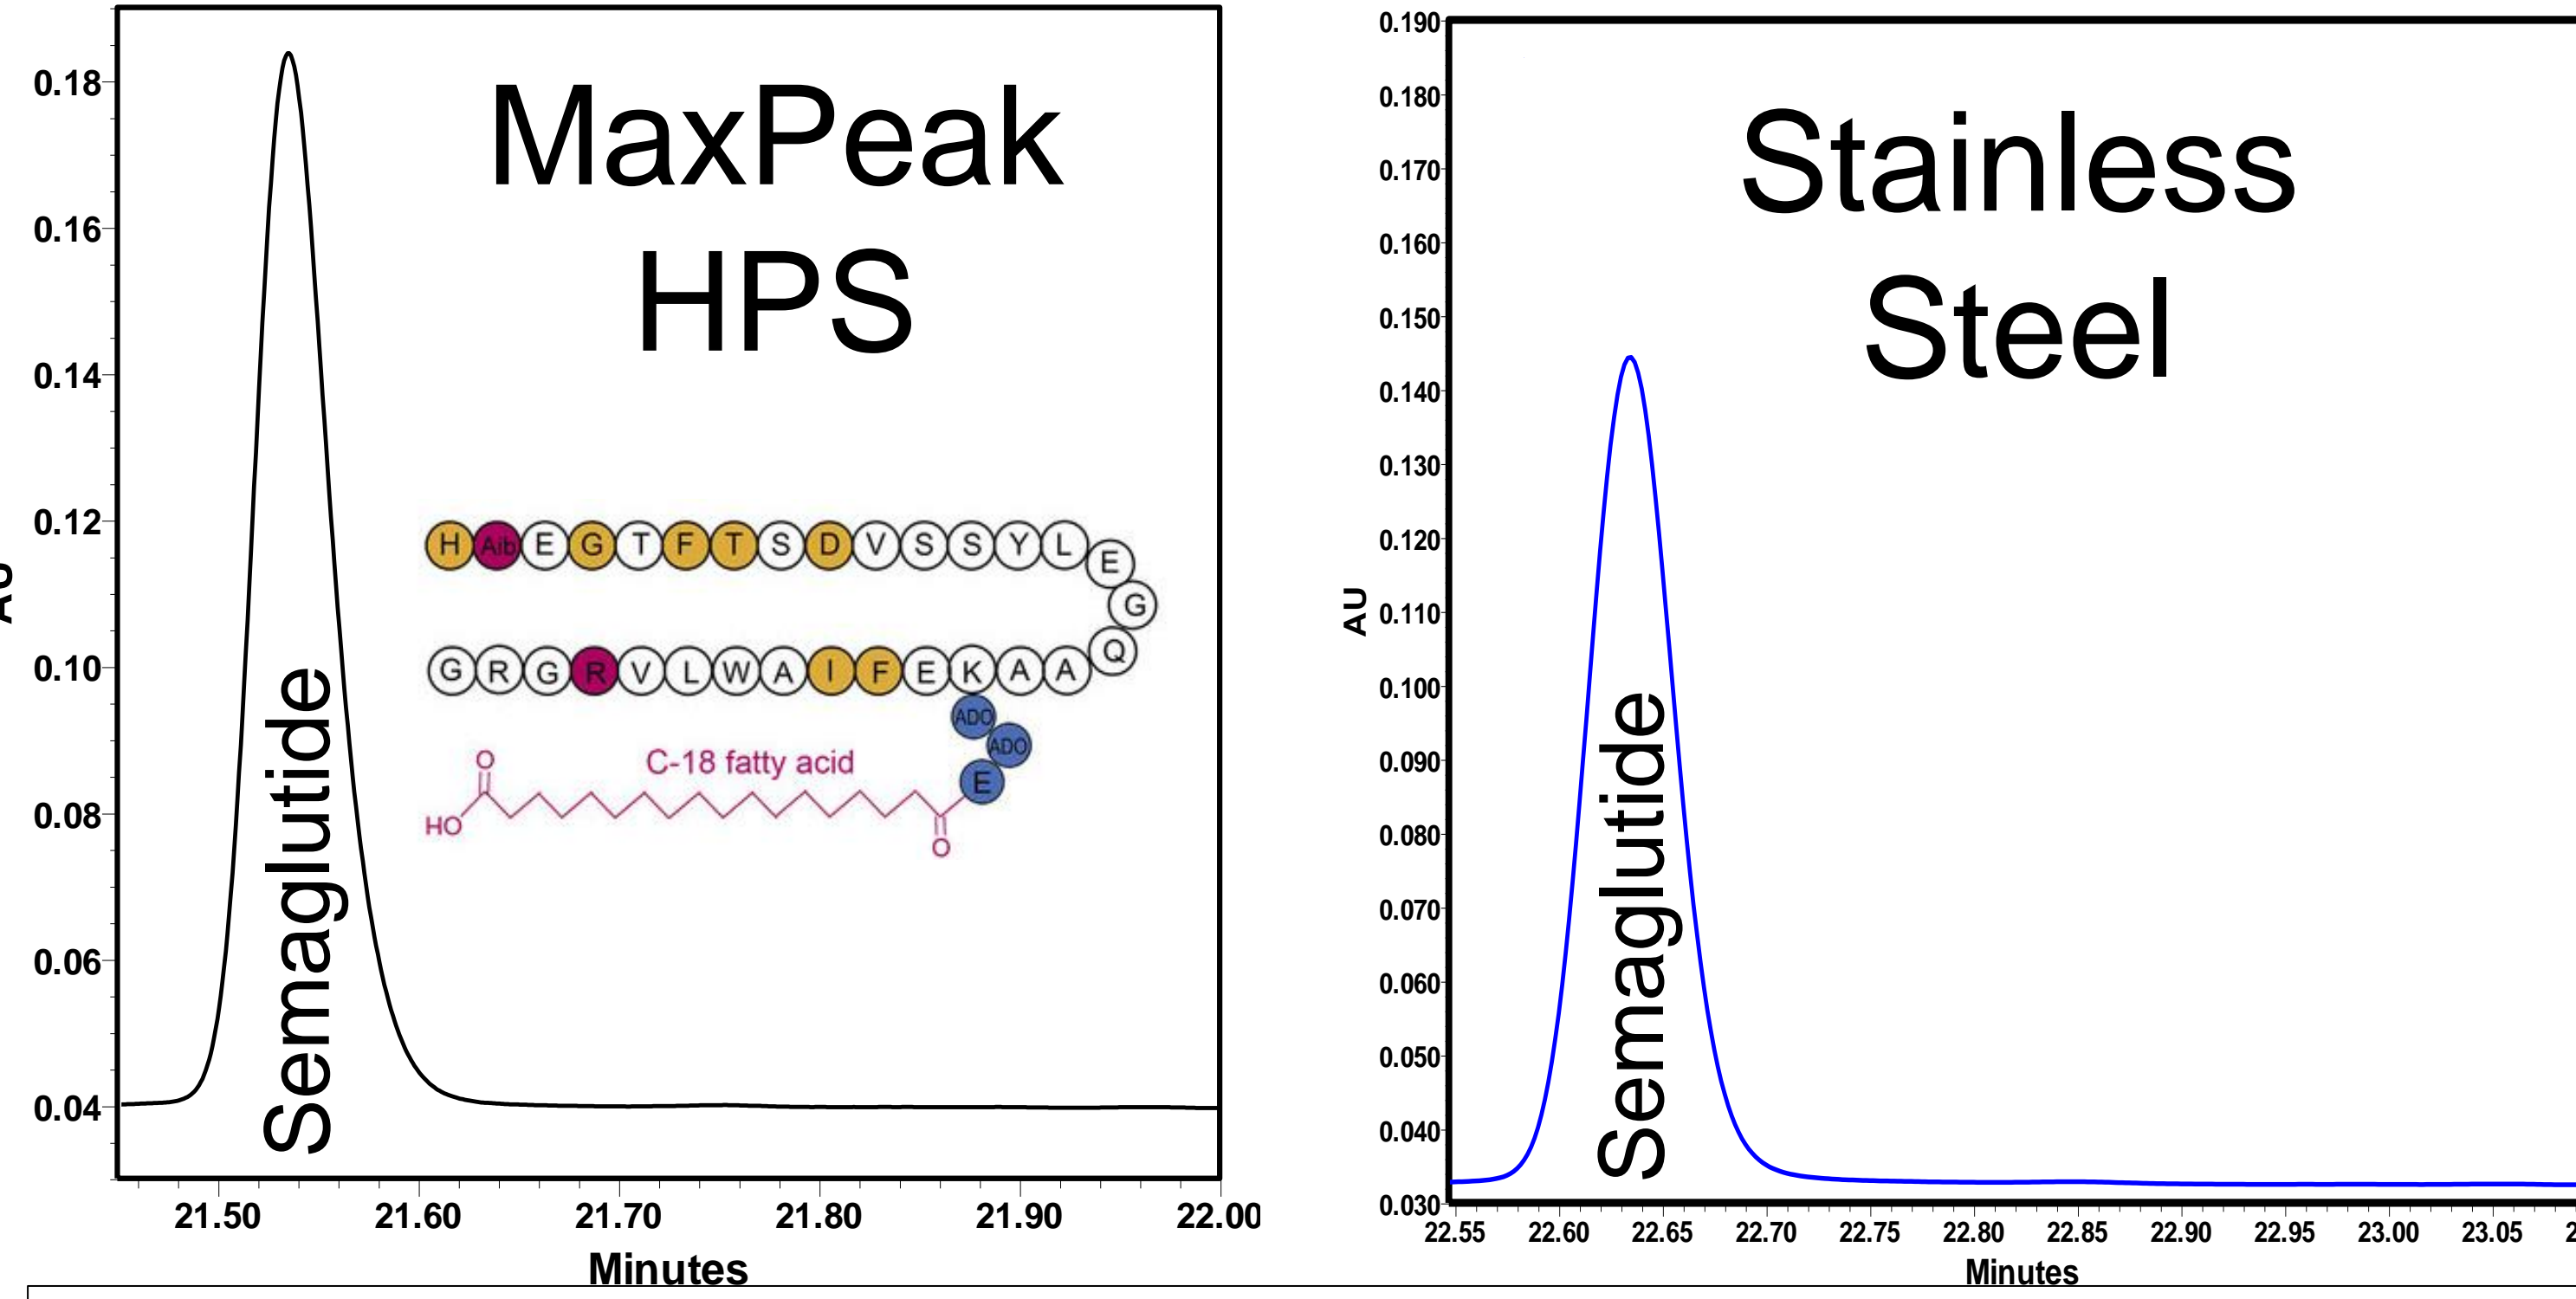 MaxPeak
HPS
0.18
0.16
0.14
0.12
0.10
0.08
0.06
0.04
AU
Semaglutide
H Aib E G T F T S D V S S Y L E
G
G R G R V L W A I F E K A A Q
ADO
ADO
E
C-18 fatty acid
O
HO
O
21.50 21.60 21.70 21.80 21.90 22.00
Minutes
Stainless
Steel
0.190
0.180
0.170
0.160
0.150
0.140
0.130
0.120
0.110
0.100
0.090
0.080
0.070
0.060
0.050
0.040
0.030
AU
Semaglutide
22.55 22.60 22.65 22.70 22.75 22.80 22.85 22.90 22.95 23.00 23.05
Minutes